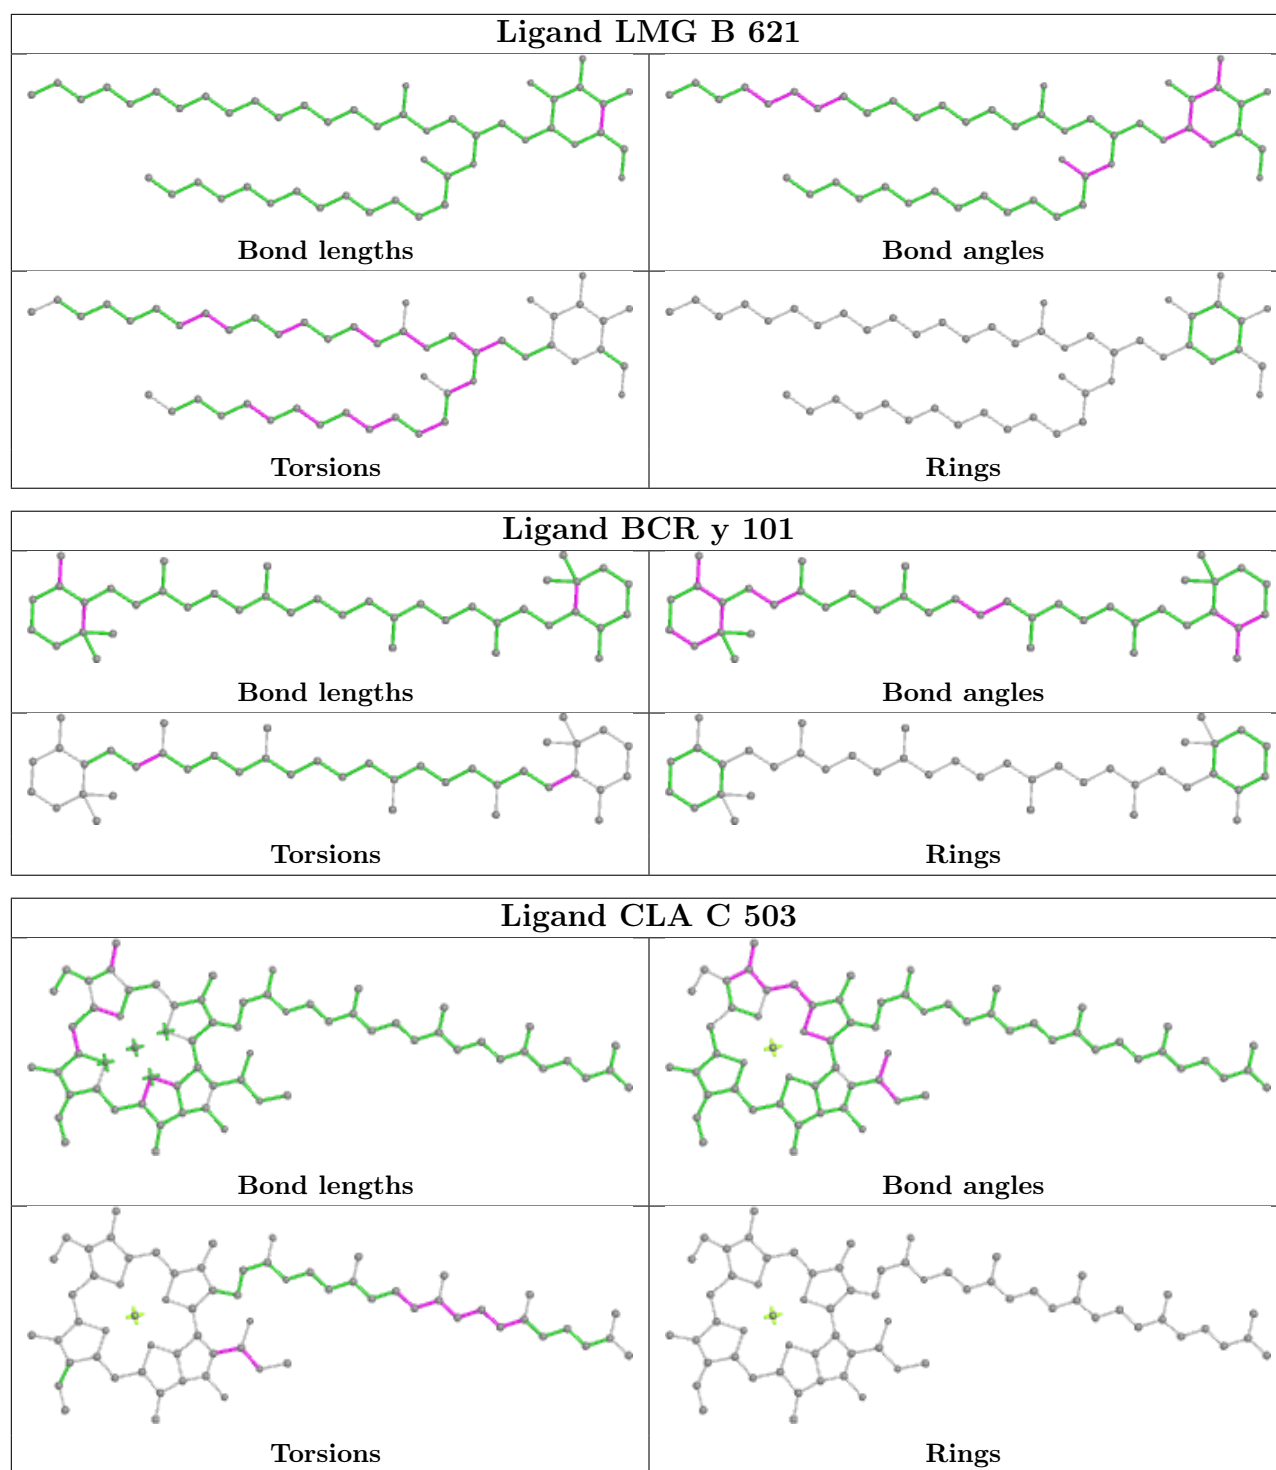 Ligand LMG B 621
Bond lengths
Bond angles
Torsions
Rings
Ligand BCR y 101
Bond lengths
Bond angles
Torsions
Rings
Ligand CLA C 503
Bond lengths
Bond angles
Torsions
Rings